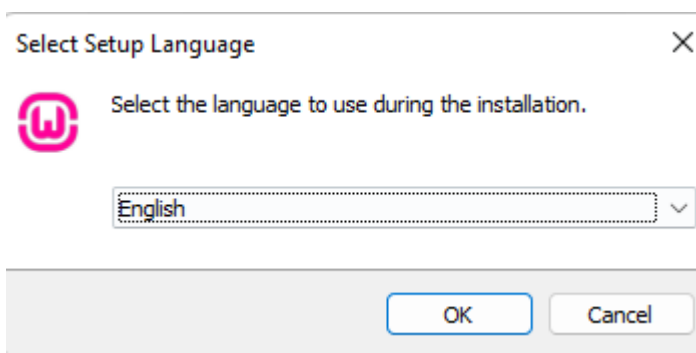 Select Setup Language
Select the language to use during the installation.
English
OK
Cancel